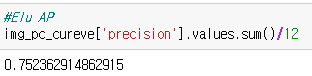 #Elu AP
img_pc_cureve['precision'].values.sum()/12
0.752362914862915